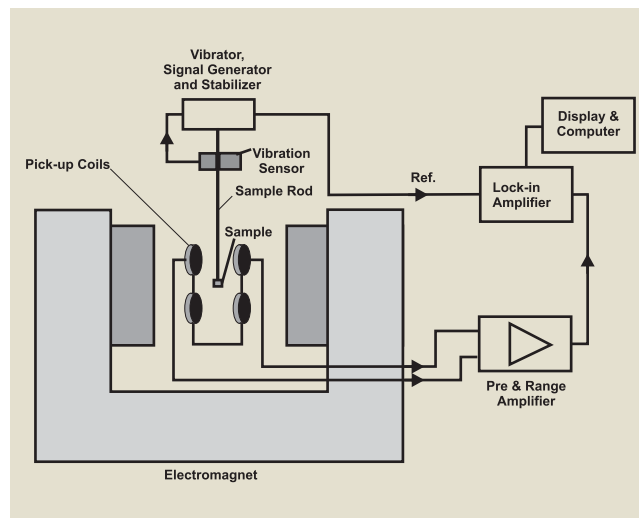 Vibrator,
Signal Generator
and Stabilizer
Display &
Computer
Pick-up Coils
Vibration
Sensor
Ref.
Lock-in
Amplifier
Sample Rod
Sample
Pre & Range
Amplifier
Electromagnet